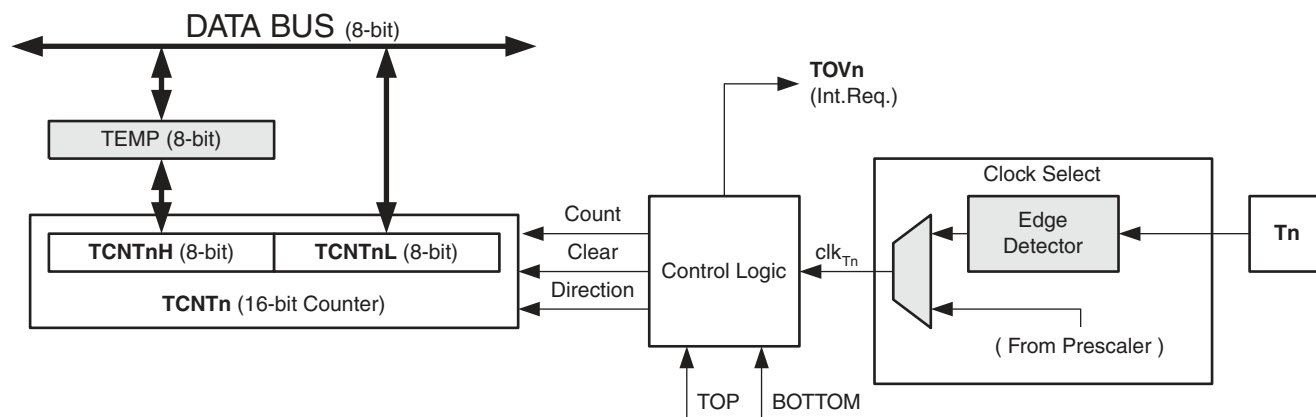 DATA BUS (8-bit)
TOVn
(Int.Req.)
TEMP (8-bit)
Clock Select
Count
Edge
Detector
Tn
TCNTnH (8-bit)
TCNTnL (8-bit)
Clear
Control Logic
clkTn
TCNTn (16-bit Counter)
Direction
( From Prescaler )
TOP
BOTTOM